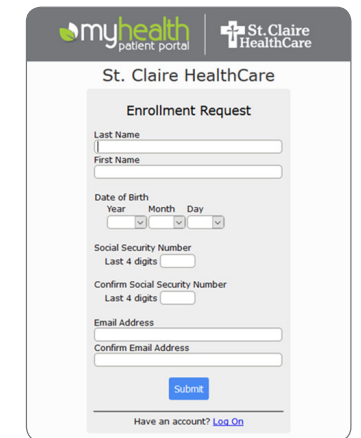 myhealth
patient portal
St. Claire
HealthCare
St. Claire HealthCare
Enrollment Request
Last Name
First Name
Date of Birth
Year Month Day
Social Security Number
Last 4 digits
Confirm Social Security Number
Last 4 digits
Email Address
Confirm Email Address
Submit
Have an account? Log On